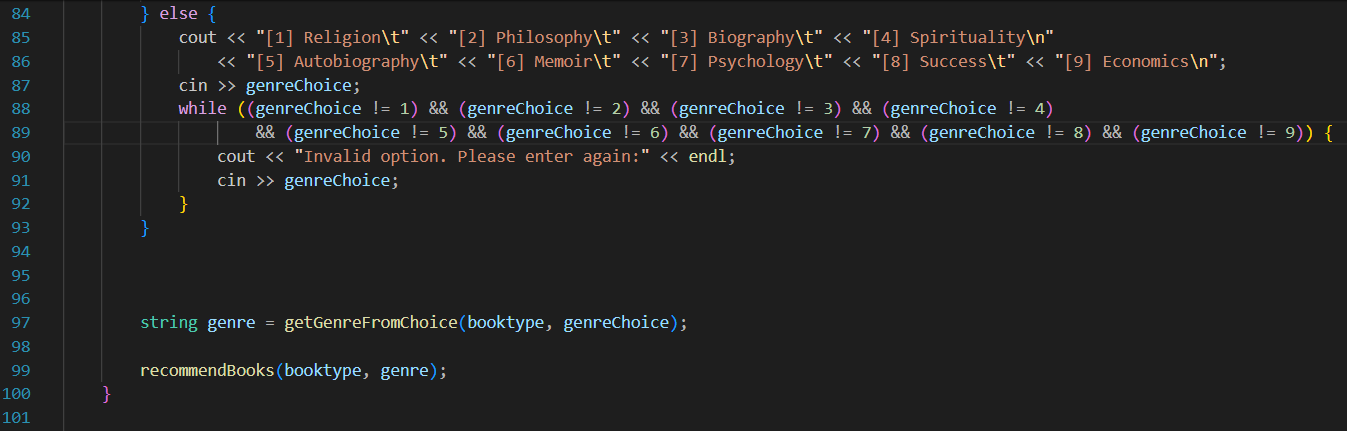 84 } else {
85 cout << "[1] Religion\t" << "[2] Philosophy\t" << "[3] Biography\t" << "[4] Spirituality\n"
86 << "[5] Autobiography\t" << "[6] Memoir\t" << "[7] Psychology\t" << "[8] Success\t" << "[9] Economics\n";
87 cin >> genreChoice;
88 while ((genreChoice != 1) && (genreChoice != 2) && (genreChoice != 3) && (genreChoice != 4)
89 && (genreChoice != 5) && (genreChoice != 6) && (genreChoice != 7) && (genreChoice != 8) && (genreChoice != 9)) {
90 cout << "Invalid option. Please enter again:" << endl;
91 cin >> genreChoice;
92 }
93 }
94
95
96
97 string genre = getGenreFromChoice(booktype, genreChoice);
98
99 recommendBooks(booktype, genre);
100 }
101